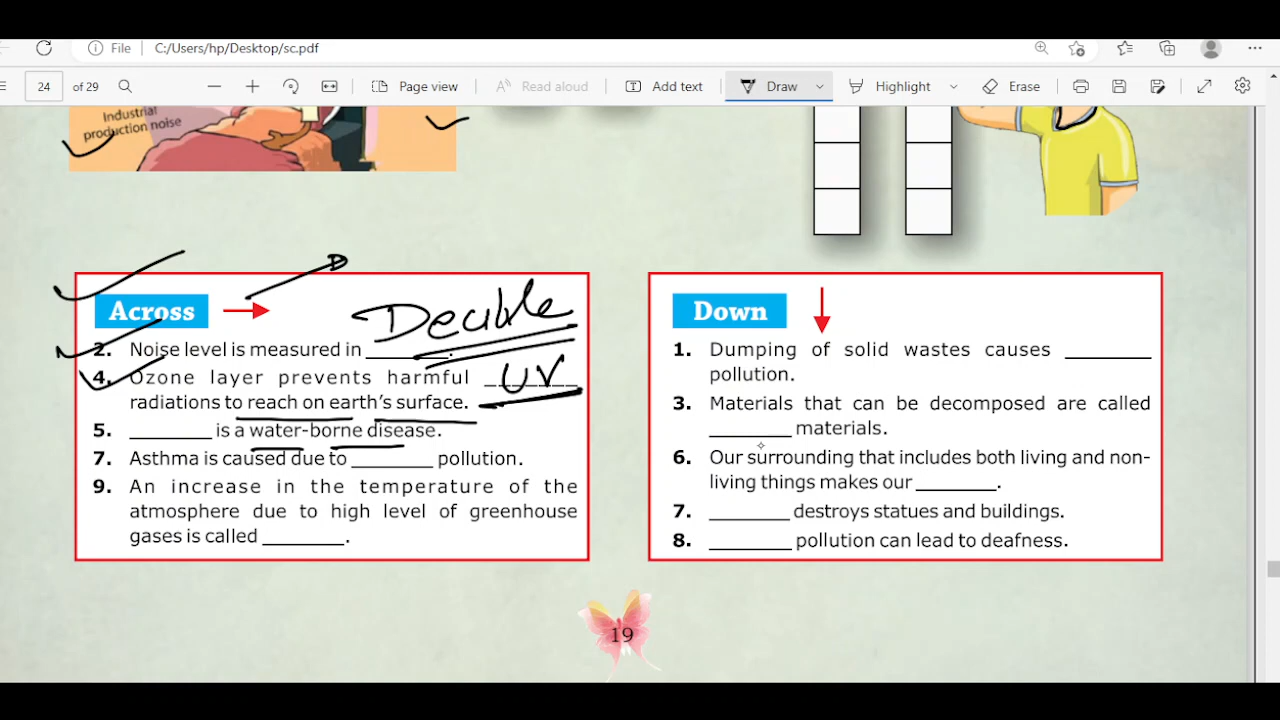 File C:/Users/hp/Desktop/sc.pdf
24 of 29 Page view Read aloud Add text Draw Highlight Erase
Industrial
production noise
Across
Decible
2. Noise level is measured in ________.
4. Ozone layer prevents harmful UV
radiations to reach on earth's surface.
5. ________ is a water-borne disease.
7. Asthma is caused due to ________ pollution.
9. An increase in the temperature of the
atmosphere due to high level of greenhouse
gases is called ________.
Down
1. Dumping of solid wastes causes ________
pollution.
3. Materials that can be decomposed are called
________ materials.
6. Our surrounding that includes both living and non-
living things makes our ________.
7. ________ destroys statues and buildings.
8. ________ pollution can lead to deafness.
19